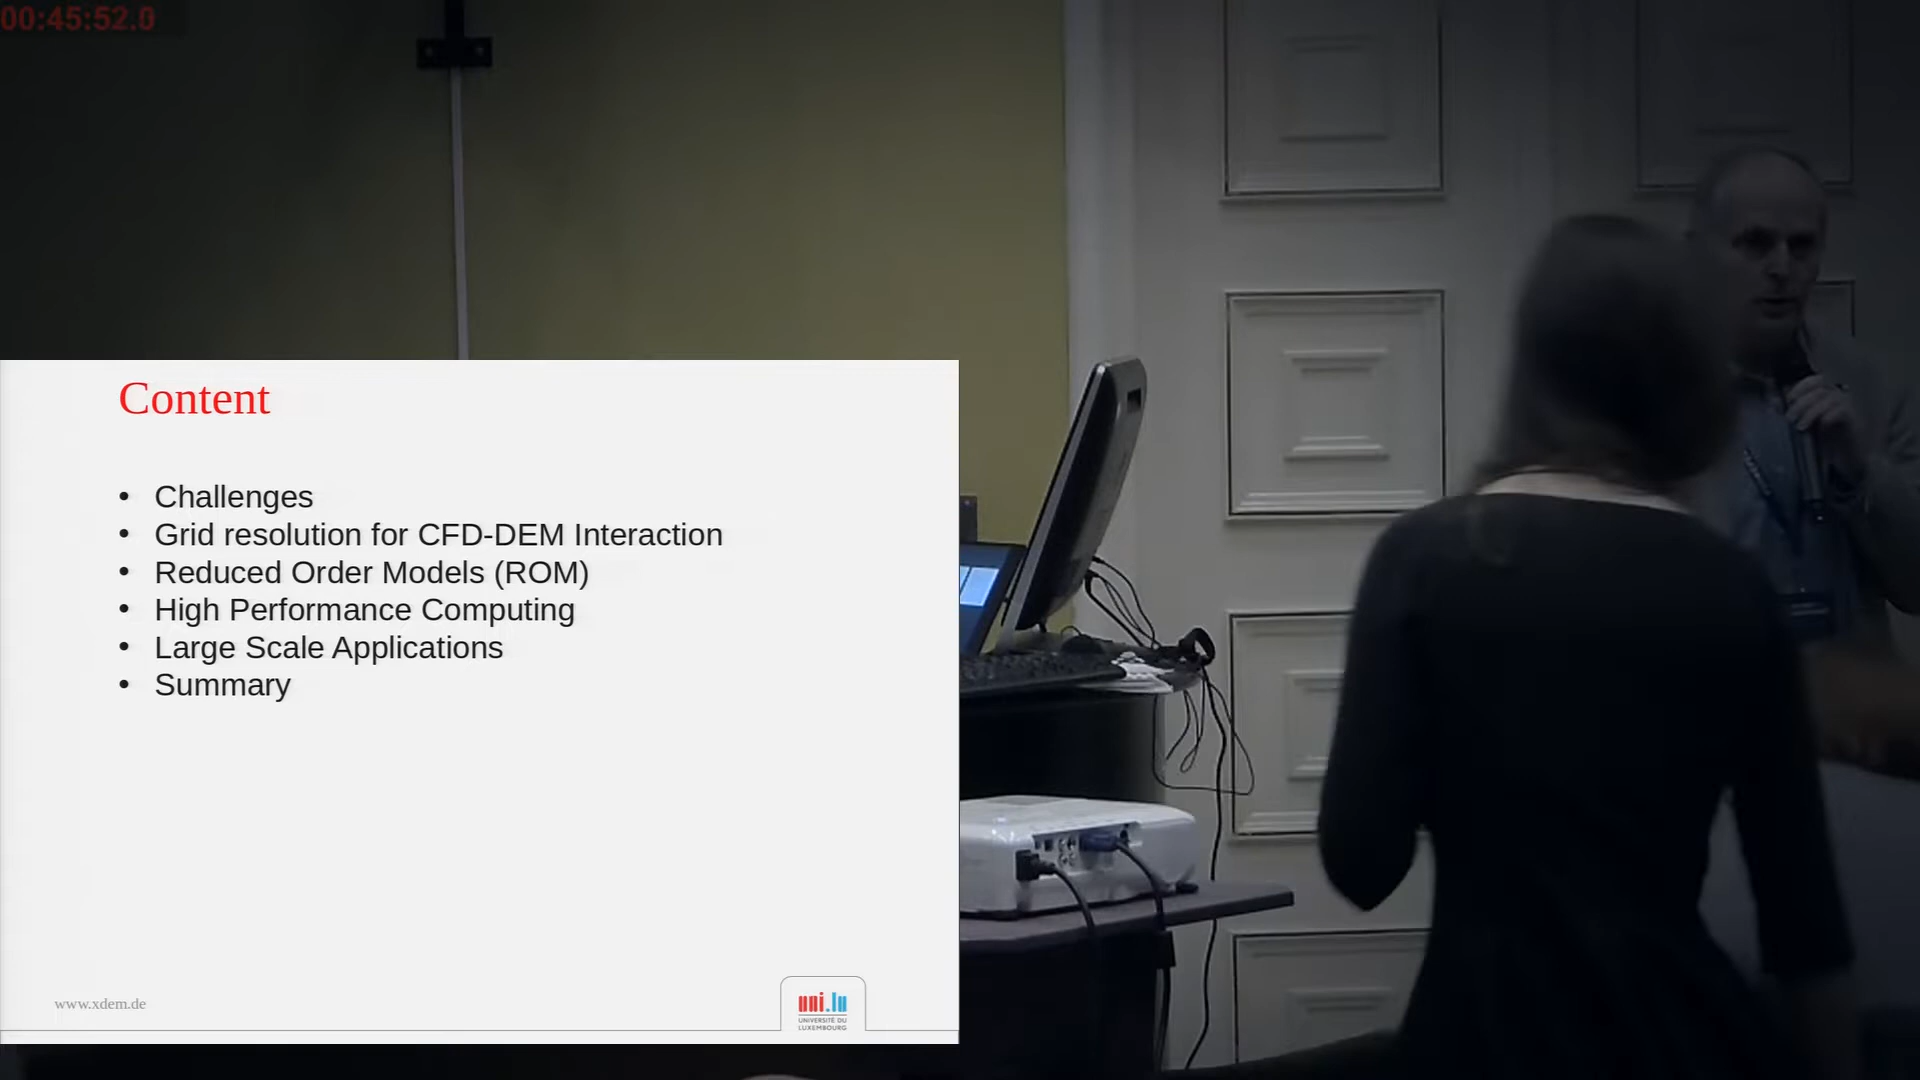 00:45:52.0
Content
• Challenges
• Grid resolution for CFD-DEM Interaction
• Reduced Order Models (ROM)
• High Performance Computing
• Large Scale Applications
• Summary
www.xdem.de
uni.lu
UNIVERSITÉ DU
LUXEMBOURG